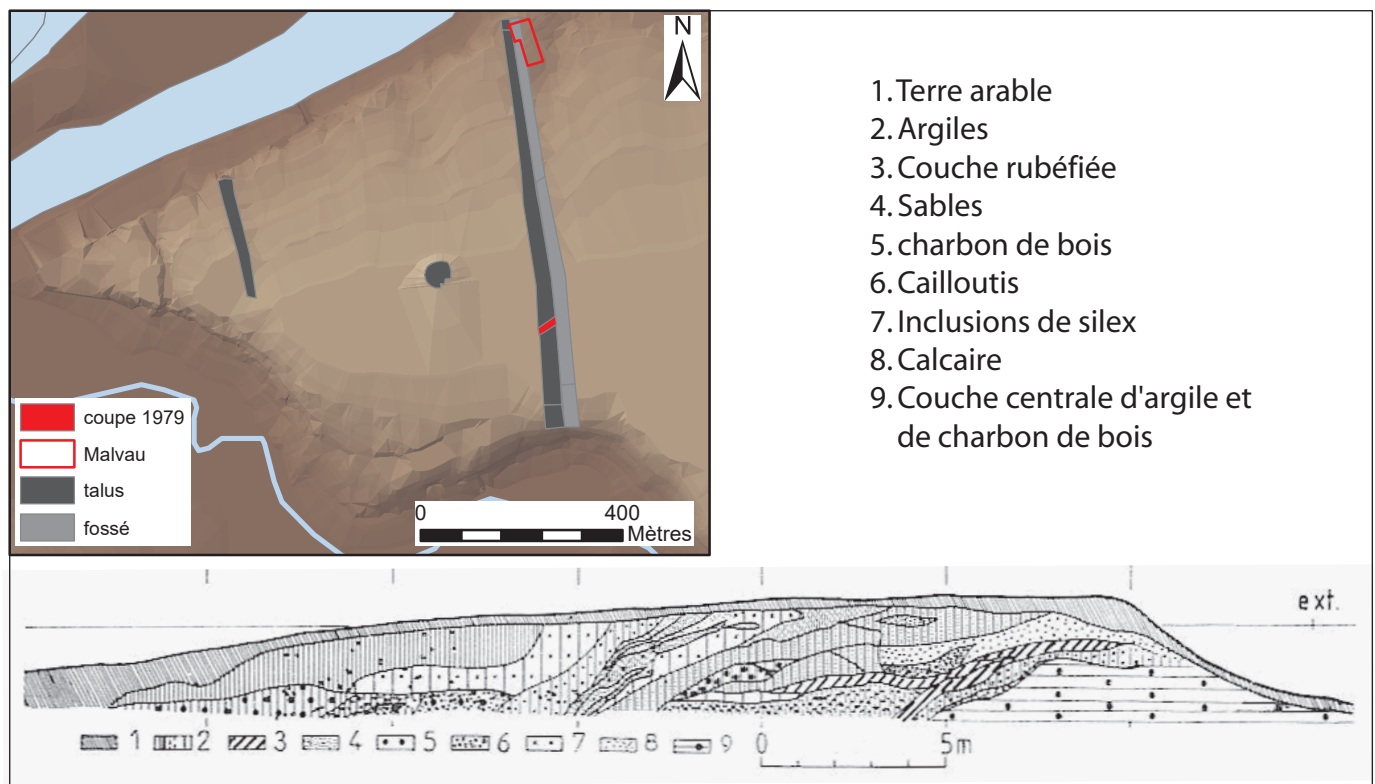 N
coupe 1979
Malvau
talus
fossé
0 400
Mètres
1. Terre arable
2. Argiles
3. Couche rubéfiée
4. Sables
5. charbon de bois
6. Cailloutis
7. Inclusions de silex
8. Calcaire
9. Couche centrale d'argile et
de charbon de bois
ext.
1 2 3 4 5 6 7 8 9 0 5m